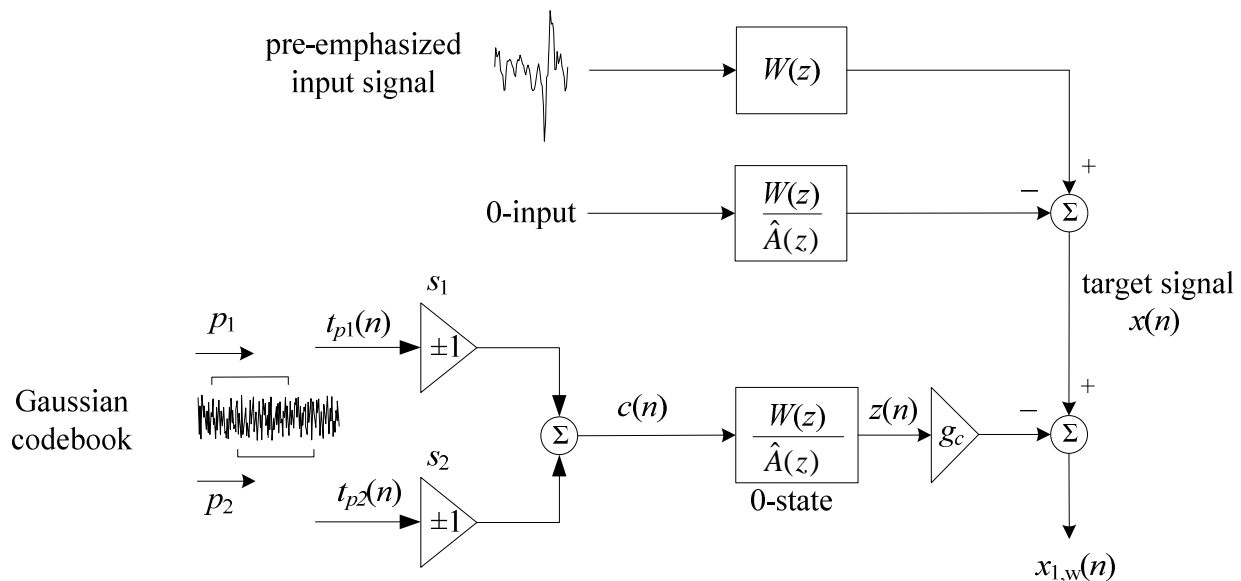 pre-emphasized
input signal
W(z)
+
0-input
W(z)
Â(z)
−
Σ
target signal
x(n)
s₁
p₁
tₚ₁(n)
±1
Gaussian
codebook
Σ
c(n)
W(z)
Â(z)
0-state
z(n)
g_c
−
+
Σ
s₂
p₂
tₚ₂(n)
±1
x₁,w(n)